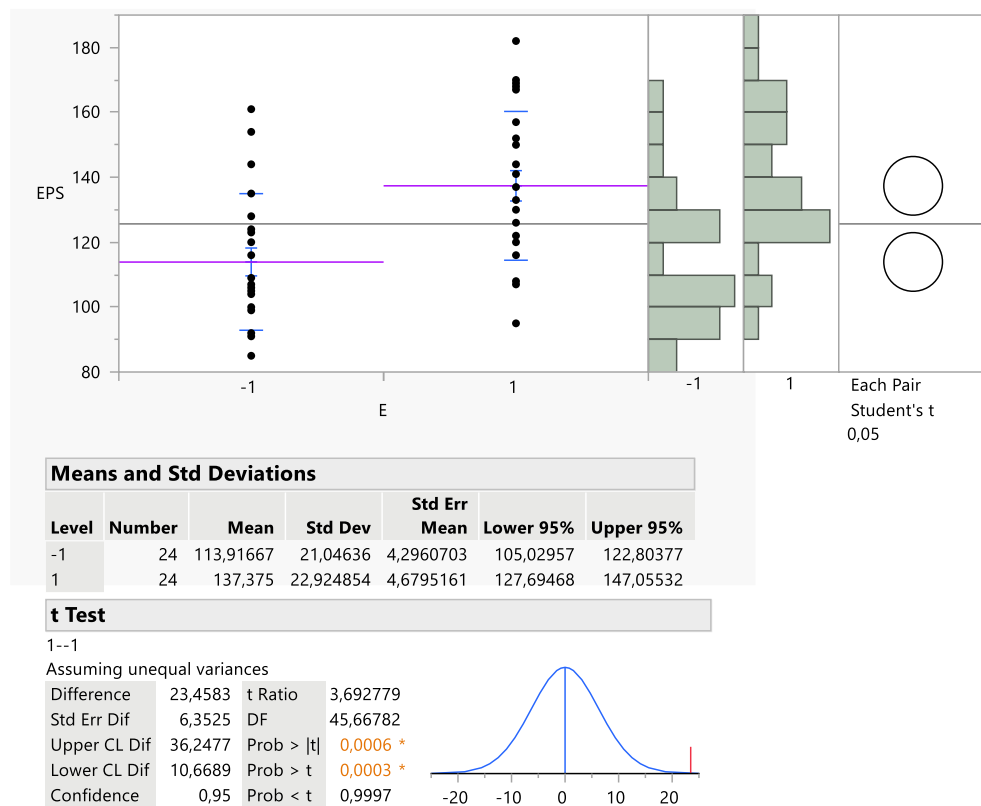 180
160
140
EPS
120
100
80
-1 1 -1 1 Each Pair
E Student's t
0,05
Means and Std Deviations
Level Number Mean Std Dev Std Err Mean Lower 95% Upper 95%
-1 24 113,91667 21,04636 4,2960703 105,02957 122,80377
1 24 137,375 22,924854 4,6795161 127,69468 147,05532
t Test
1--1
Assuming unequal variances
Difference 23,4583 t Ratio 3,692779
Std Err Dif 6,3525 DF 45,66782
Upper CL Dif 36,2477 Prob > |t| 0,0006 *
Lower CL Dif 10,6689 Prob > t 0,0003 *
Confidence 0,95 Prob < t 0,9997
-20 -10 0 10 20